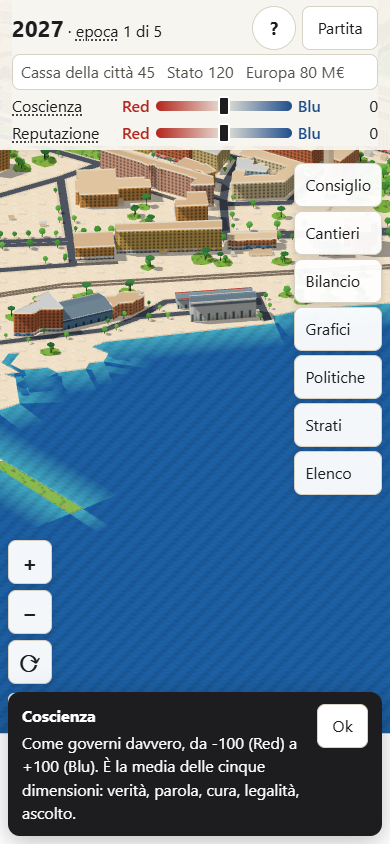 2027 · epoca 1 di 5
?
Partita
Cassa della città 45 Stato 120 Europa 80 M€
Coscienza Red Blu 0
Reputazione Red Blu 0
Consiglio
Cantieri
Bilancio
Grafici
Politiche
Strati
Elenco
+
−
Coscienza
Come governi davvero, da -100 (Red) a
+100 (Blu). È la media delle cinque
dimensioni: verità, parola, cura, legalità,
ascolto.
Ok